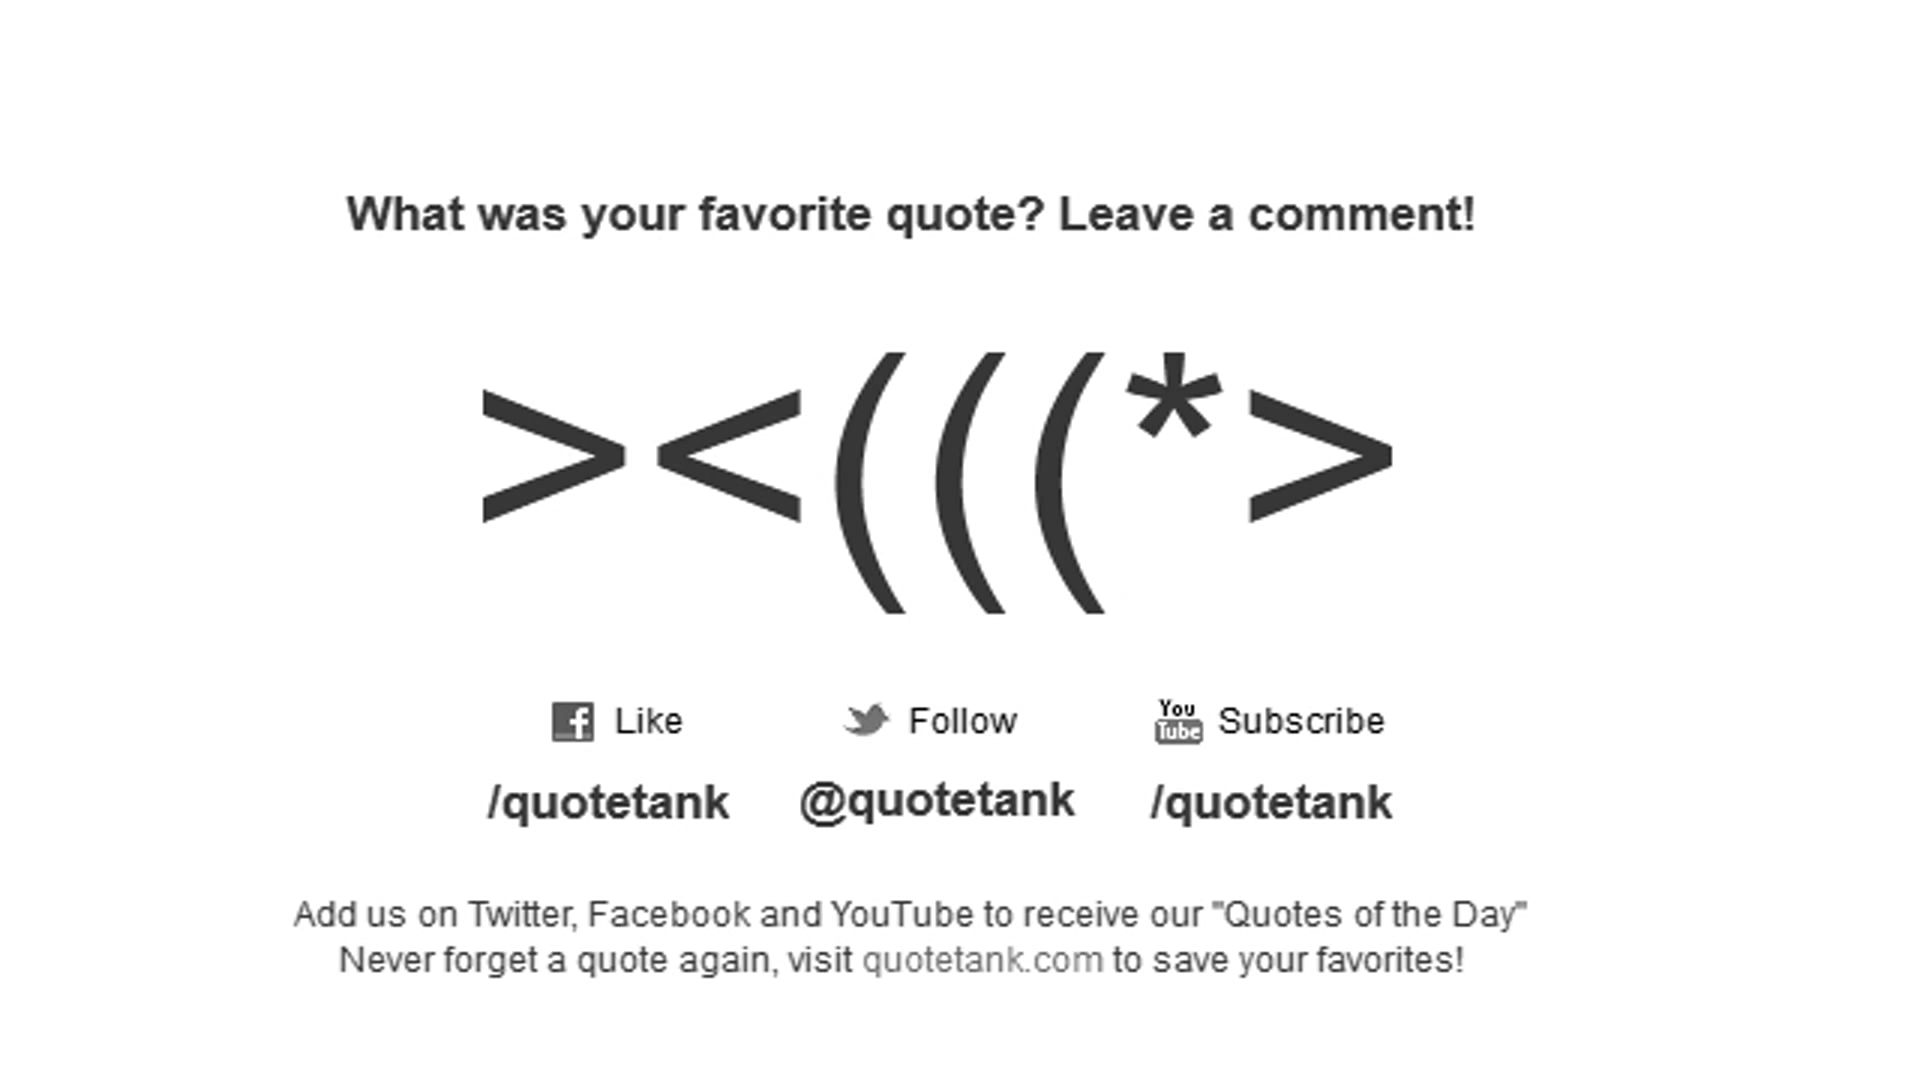 What was your favorite quote? Leave a comment!
><(((*>
f Like
Follow
You Tube Subscribe
/quotetank
@quotetank
/quotetank
Add us on Twitter, Facebook and YouTube to receive our "Quotes of the Day"
Never forget a quote again, visit quotetank.com to save your favorites!